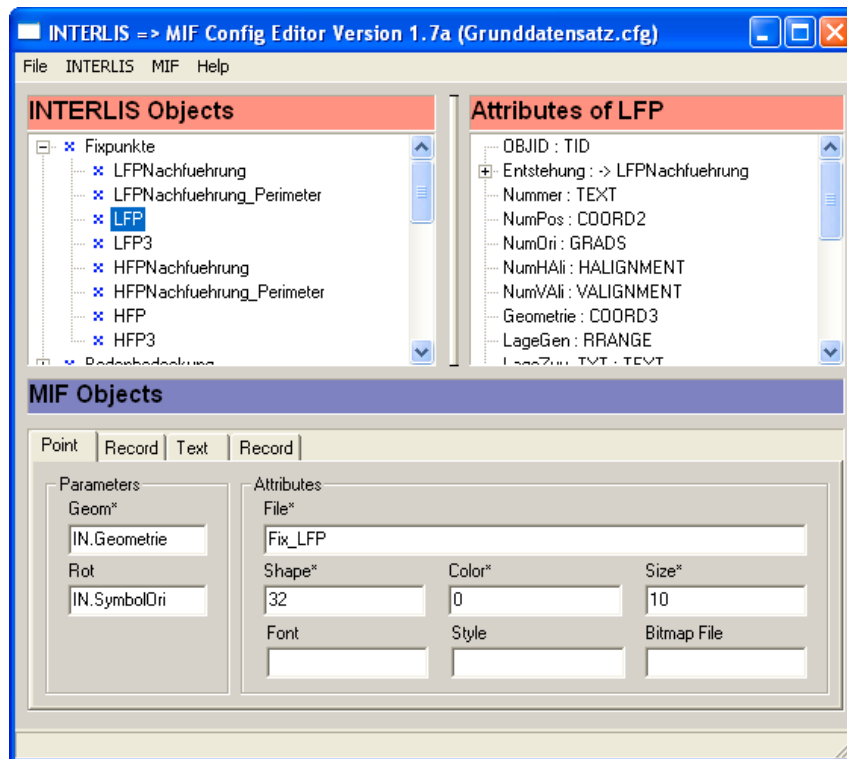 INTERLIS => MIF Config Editor Version 1.7a (Grunddatensatz.cfg)
File INTERLIS MIF Help
INTERLIS Objects
Fixpunkte
LFPNachfuehrung
LFPNachfuehrung_Perimeter
LFP
LFP3
HFPNachfuehrung
HFPNachfuehrung_Perimeter
HFP
HFP3
Bodenbedeckung
Attributes of LFP
OBJID : TID
Entstehung : -> LFPNachfuehrung
Nummer : TEXT
NumPos : COORD2
NumOri : GRADS
NumHAli : HALIGNMENT
NumVAli : VALIGNMENT
Geometrie : COORD3
LageGen : RRANGE
LageZuv_TXT : TEXT
MIF Objects
Point Record Text Record
Parameters
Geom*
IN.Geometrie
Rot
IN.SymbolOri
Attributes
File*
Fix_LFP
Shape* Color* Size*
32 0 10
Font Style Bitmap File